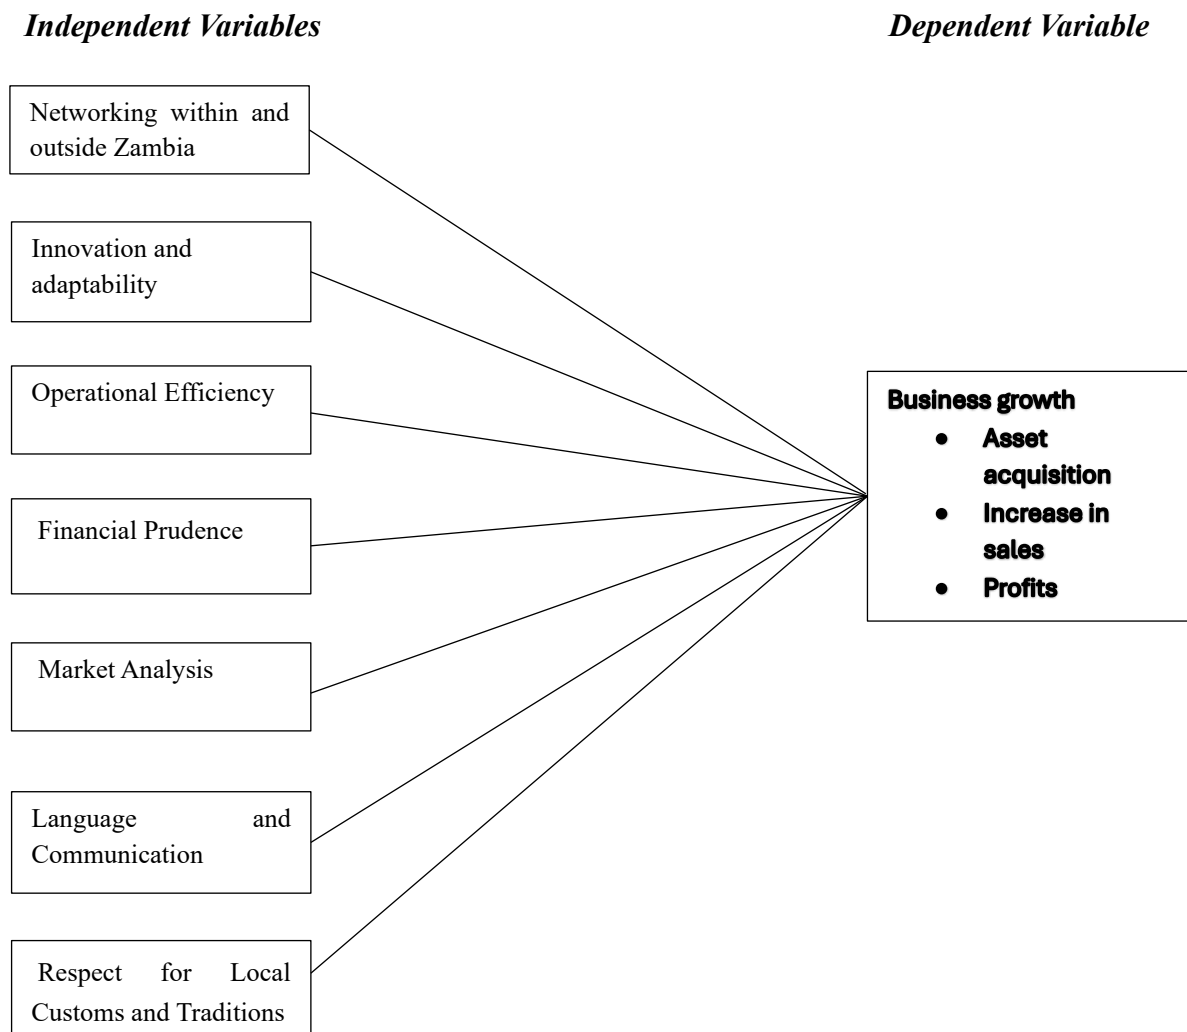 Independent Variables
Dependent Variable
Networking within and
outside Zambia
Innovation and
adaptability
Operational Efficiency
Financial Prudence
Market Analysis
Language and
Communication
Respect for Local
Customs and Traditions
Business growth
● Asset
acquisition
● Increase in
sales
● Profits